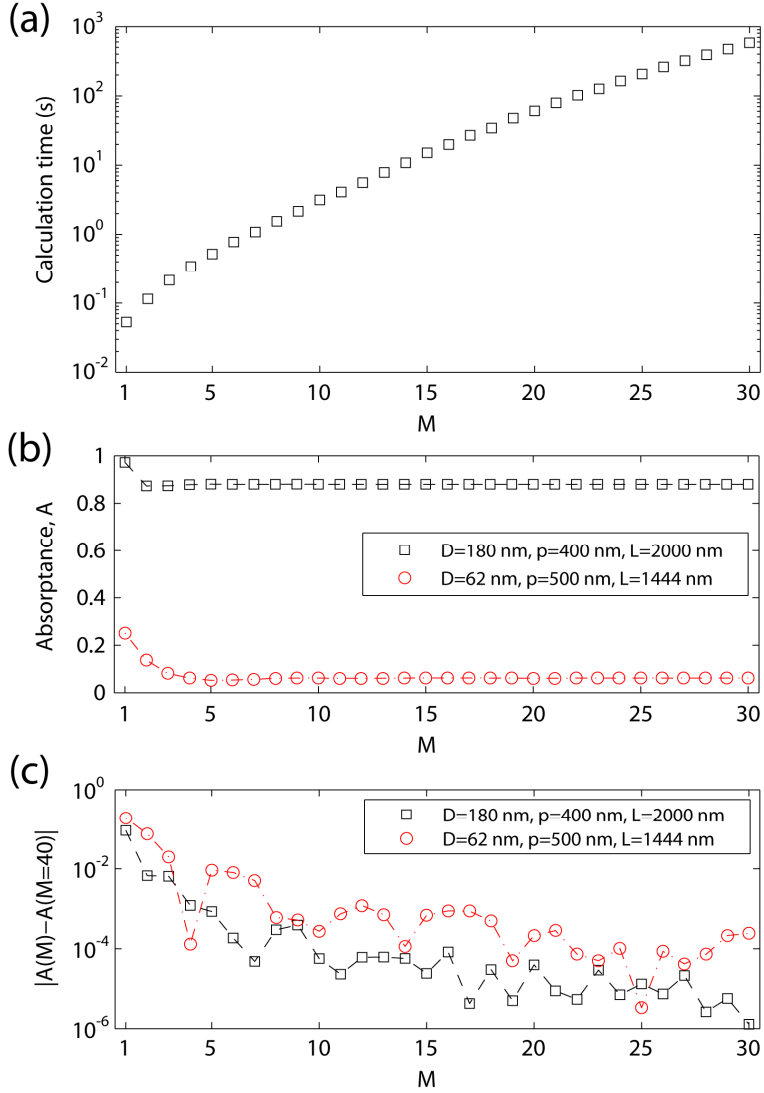 (a)
10^3
10^2
10^1
10^0
10^-1
10^-2
Calculation time (s)
1 5 10 15 20 25 30
M
(b)
1
0.8
0.6
0.4
0.2
0
Absorptance, A
D=180 nm, p=400 nm, L=2000 nm
D=62 nm, p=500 nm, L=1444 nm
1 5 10 15 20 25 30
M
(c)
10^0
10^-2
10^-4
10^-6
|A(M)−A(M=40)|
D=180 nm, p=400 nm, L=2000 nm
D=62 nm, p=500 nm, L=1444 nm
1 5 10 15 20 25 30
M